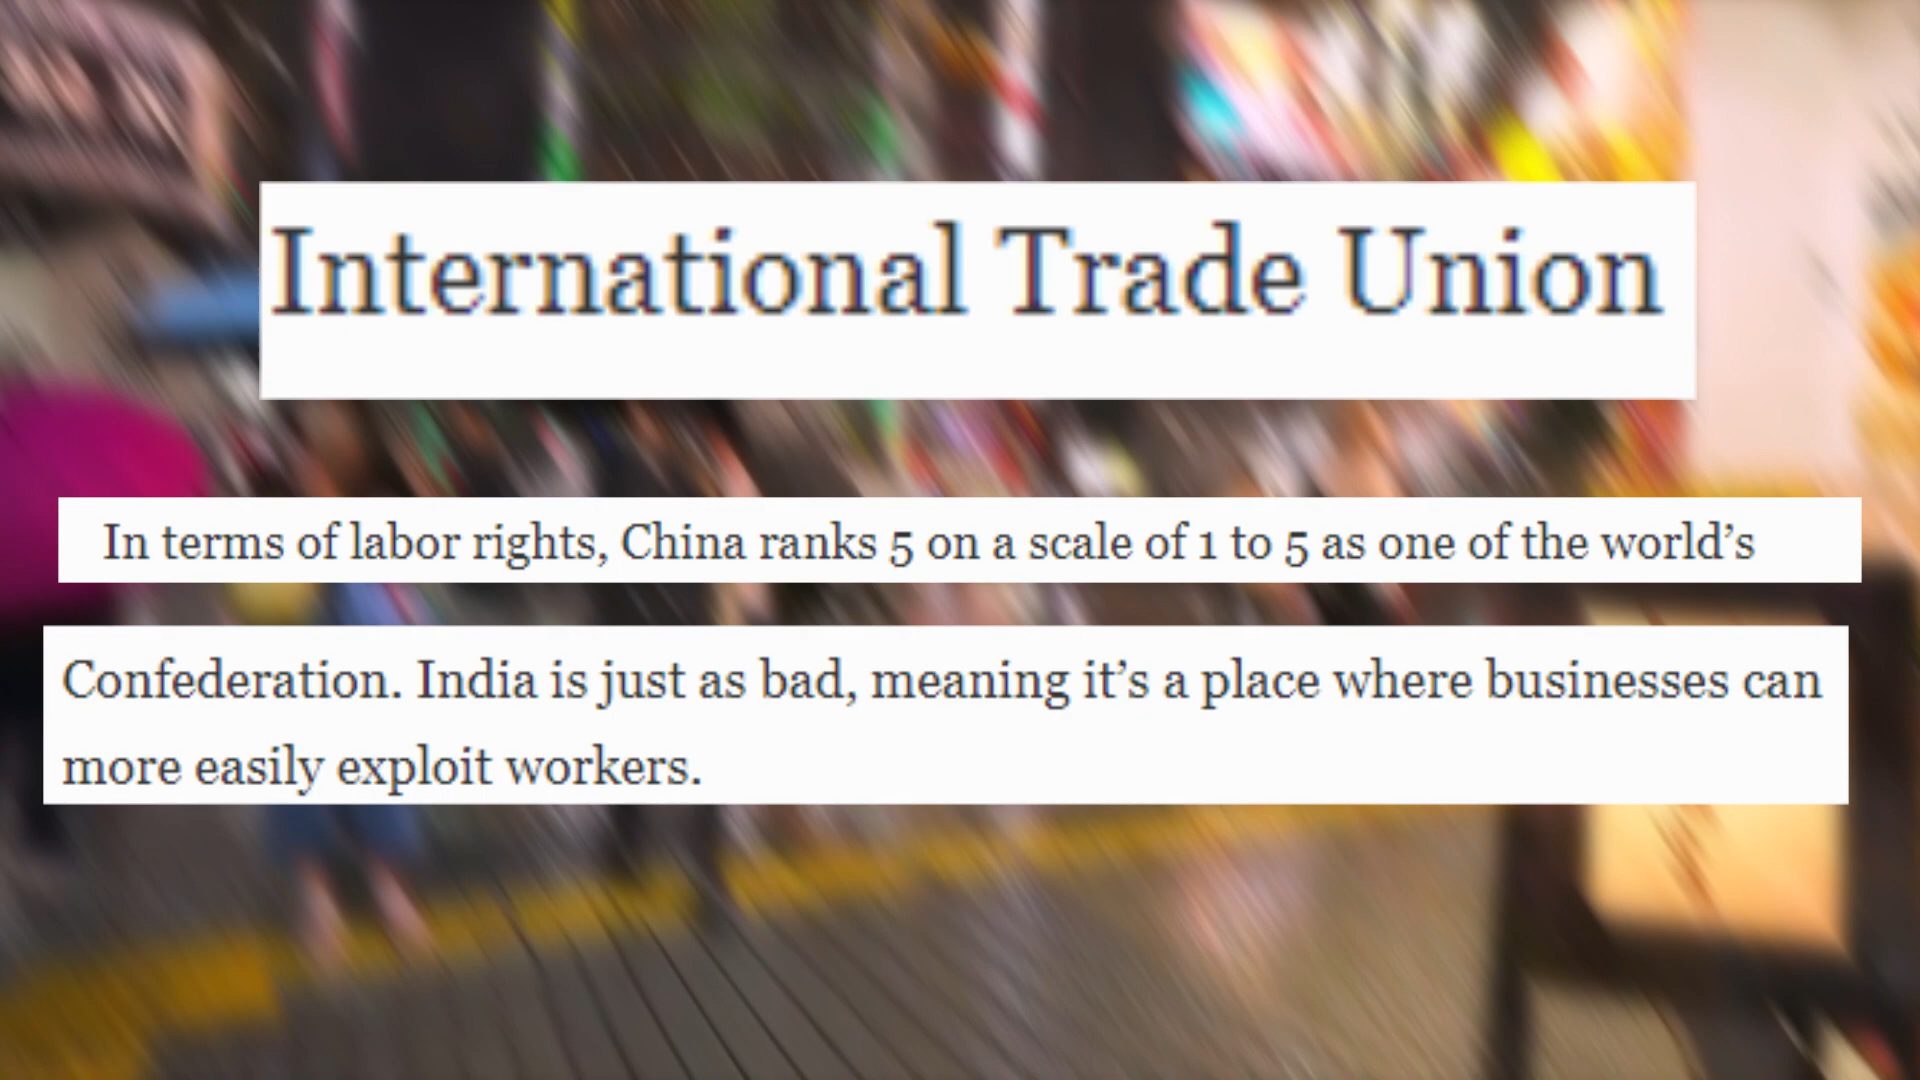 International Trade Union
In terms of labor rights, China ranks 5 on a scale of 1 to 5 as one of the world’s
Confederation. India is just as bad, meaning it’s a place where businesses can
more easily exploit workers.